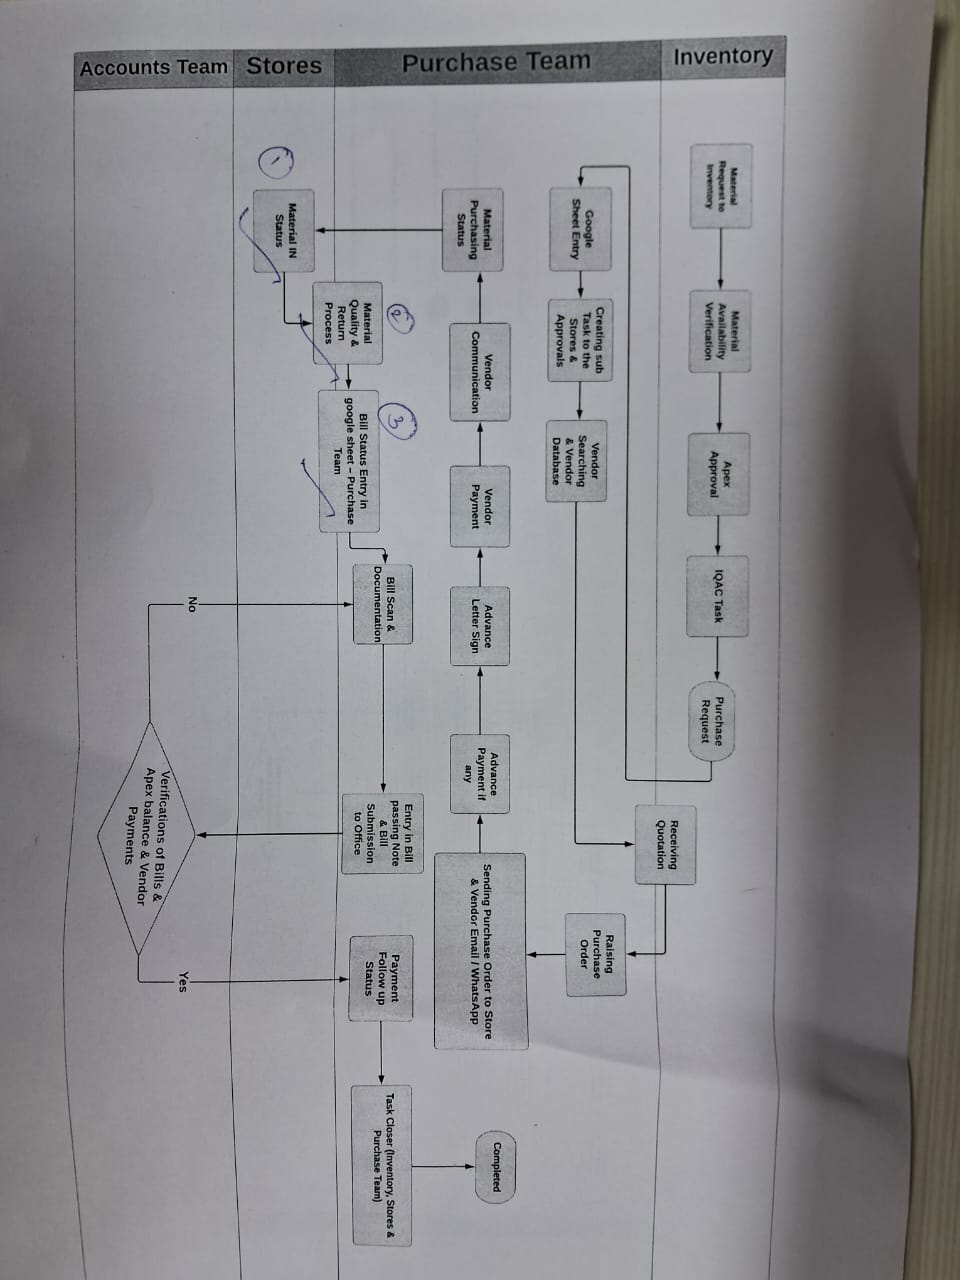 Inventory
Material
Request to
Inventory
Material
Availability
Verification
Apex
Approval
IQAC Task
Purchase
Request
Receiving
Quotation
Purchase Team
Google
Sheet Entry
Creating sub
Task to the
Stores &
Approvals
Vendor
Searching
& Vendor
Database
Raising
Purchase
Order
Material
Purchasing
Status
Vendor
Communication
Vendor
Payment
Advance
Letter Sign
Advance
Payment if
any
Sending Purchase Order to Store
& Vendor Email / WhatsApp
Completed
2
Material
Quality &
Return
Process
3
Bill Status Entry in
google sheet – Purchase
Team
Bill Scan &
Documentation
Entry in Bill
passing Note
& Bill
Submission
to Office
Payment
Follow up
Status
Task Closer (Inventory, Stores &
Purchase Team)
Stores
1
Material IN
Status
Accounts Team
No
Verifications of Bills &
Apex balance & Vendor
Payments
Yes